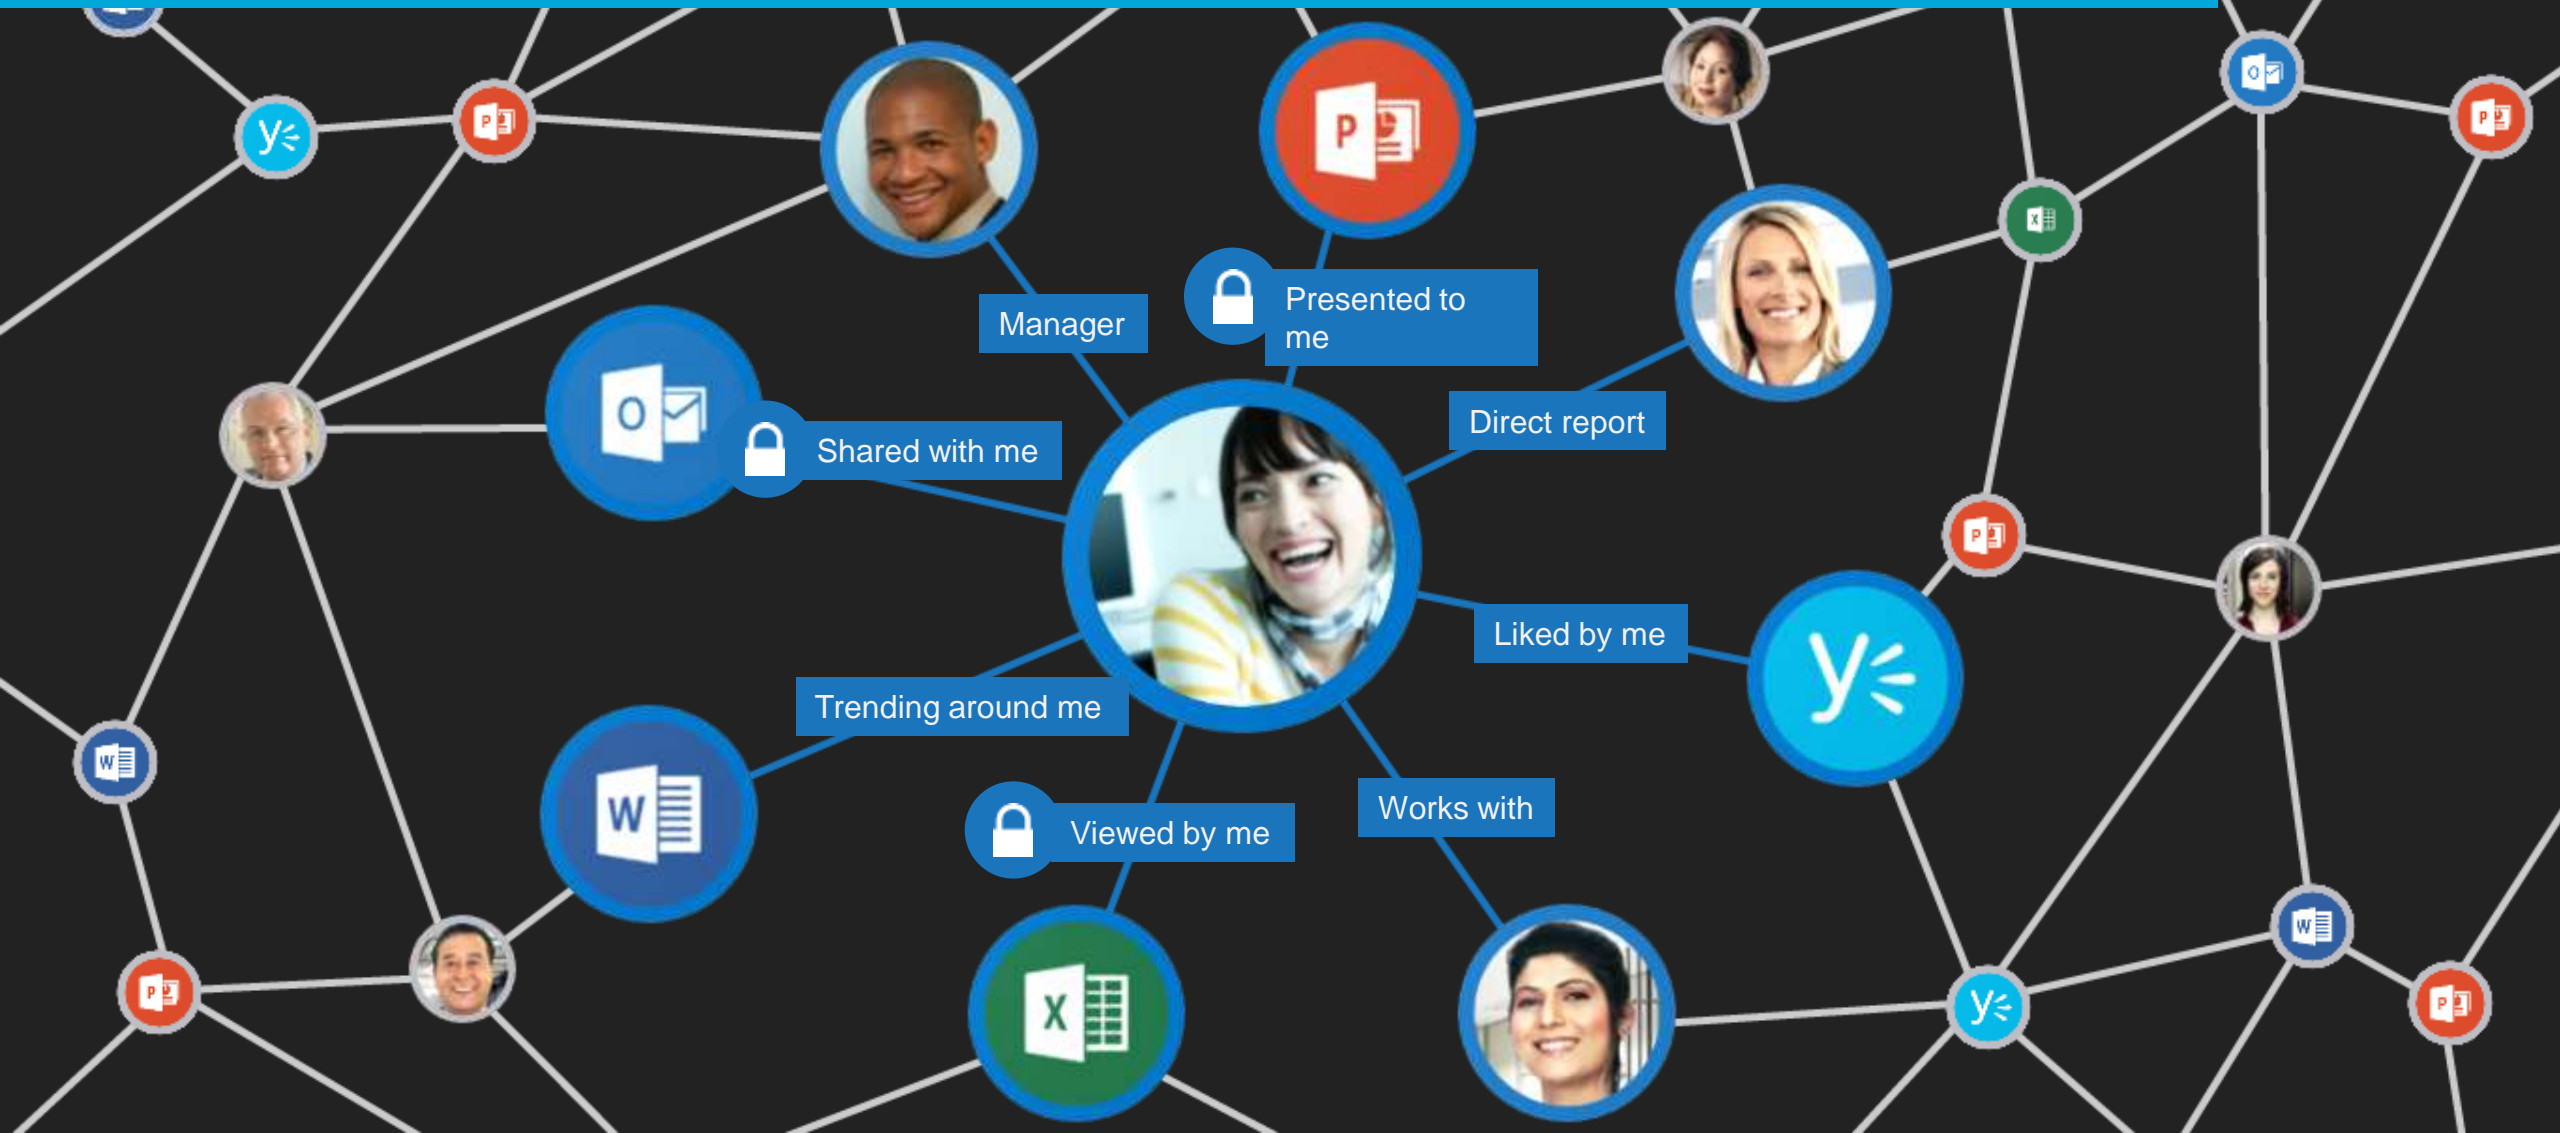 Manager
Presented to
me
Direct report
Shared with me
Liked by me
Trending around me
Works with
Viewed by me